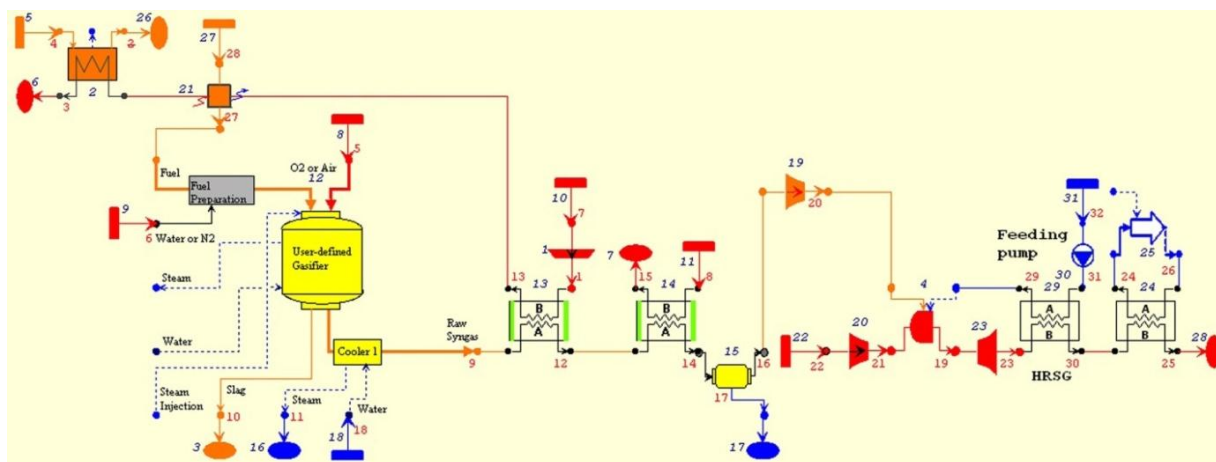 5
26
4
2
27
28
6
3
2
21
27
8
5
Fuel
O2 or Air
12
Fuel
Preparation
9
6
Water or N2
User-defined
Gasifier
Steam
Water
Steam
Injection
Slag
10
3
Cooler 1
Steam
Water
11
16
18
18
Raw
Syngas
9
10
7
1
1
13
13
B
A
12
7
15
11
8
14
B
A
14
15
16
17
17
19
20
4
22
22
20
21
19
23
23
Feeding
pump
31
32
30
31
29
29
A
B
HRSG
30
25
24
26
24
A
B
25
28